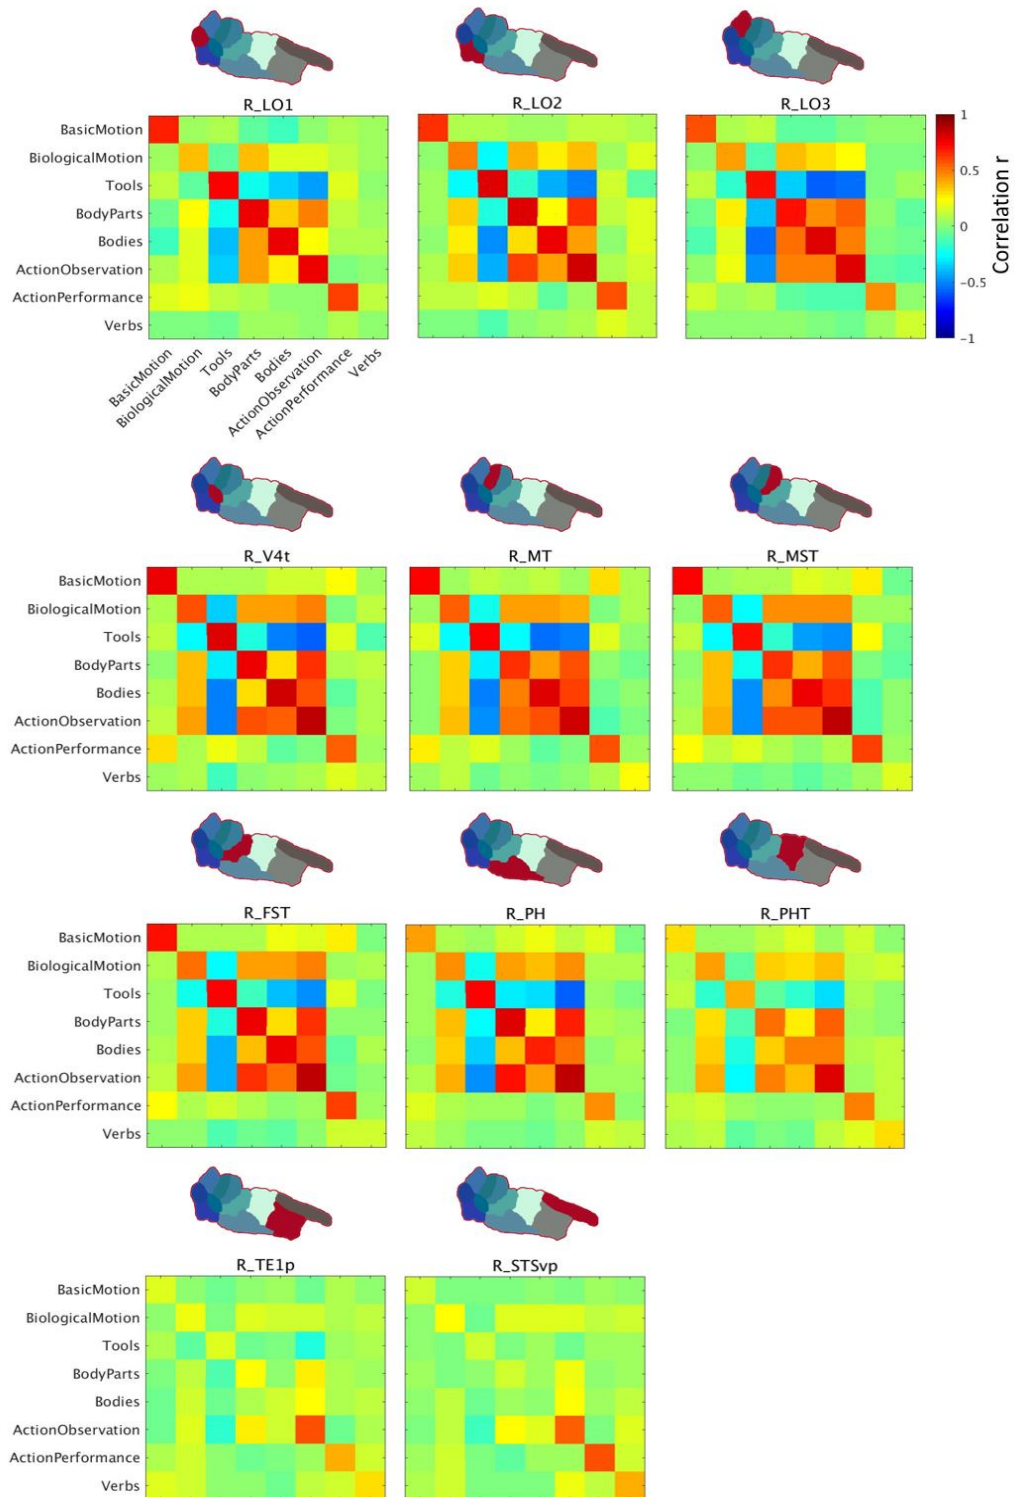 R_LO1
R_LO2
R_LO3
BasicMotion
BiologicalMotion
Tools
BodyParts
Bodies
ActionObservation
ActionPerformance
Verbs
1
0.5
0
−0.5
−1
Correlation r
BasicMotion
BiologicalMotion
Tools
BodyParts
Bodies
ActionObservation
ActionPerformance
Verbs
R_V4t
R_MT
R_MST
BasicMotion
BiologicalMotion
Tools
BodyParts
Bodies
ActionObservation
ActionPerformance
Verbs
R_FST
R_PH
R_PHT
BasicMotion
BiologicalMotion
Tools
BodyParts
Bodies
ActionObservation
ActionPerformance
Verbs
R_TE1p
R_STSvp
BasicMotion
BiologicalMotion
Tools
BodyParts
Bodies
ActionObservation
ActionPerformance
Verbs